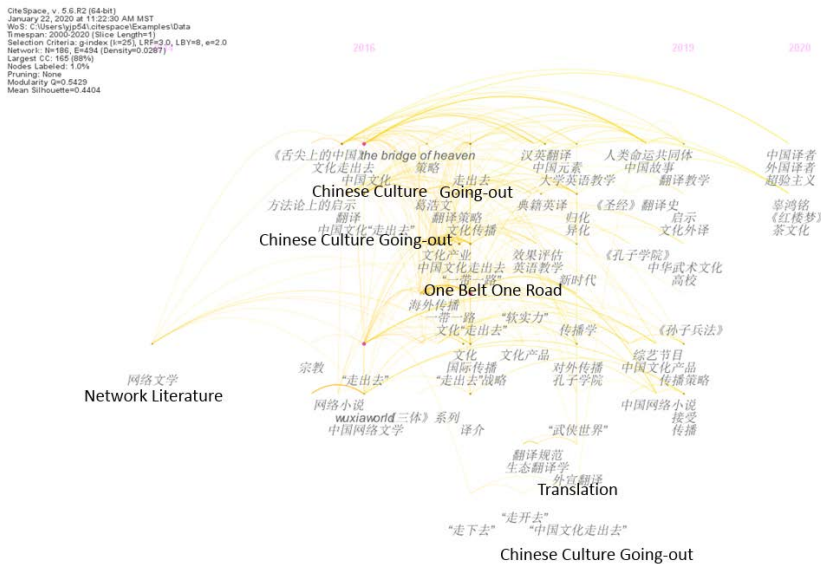 CiteSpace, v. 5.6.R2 (64-bit)
January 22, 2020 at 11:22:30 AM MST
WoS: C:\Users\yjp54\.citespace\Examples\Data
Timespan: 2000-2020 (Slice Length=1)
Selection Criteria: g-index (k=25), LRF=3.0, LBY=8, e=2.0
Network: N=186, E=494 (Density=0.0287)
Largest CC: 165 (88%)
Nodes Labeled: 1.0%
Pruning: None
Modularity Q=0.5429
Mean Silhouette=0.4404
2016 2019 2020
《舌尖上的中国》 the bridge of heaven 汉英翻译 人类命运共同体 中国译者
文化走出去 策略 中国元素 中国故事 外国译者
中国文化 走出去 大学英语教学 翻译教学 超验主义
Chinese Culture Going-out
方法论上的启示 葛浩文 典籍英译 《圣经》翻译史 辜鸿铭
翻译 翻译策略 归化 启示 《红楼梦》
中国文化“走出去” 文化传播 异化 文化外译 茶文化
Chinese Culture Going-out
文化产业 效果评估 《孔子学院》
中国文化走出去 英语教学 中华武术文化
“一带一路” 新时代 高校
One Belt One Road
海外传播
一带一路 “软实力”
文化“走出去” 传播学 《孙子兵法》
宗教 文化 文化产品 综艺节目
国际传播 对外传播 中国文化产品
网络文学 “走出去” “走出去”战略 孔子学院 传播策略
Network Literature
网络小说 中国网络小说
wuxiaworld 《三体》系列 接受
中国网络文学 译介 “武侠世界” 传播
翻译规范
生态翻译学
外宣翻译
Translation
“走开去”
“走下去” “中国文化走出去”
Chinese Culture Going-out